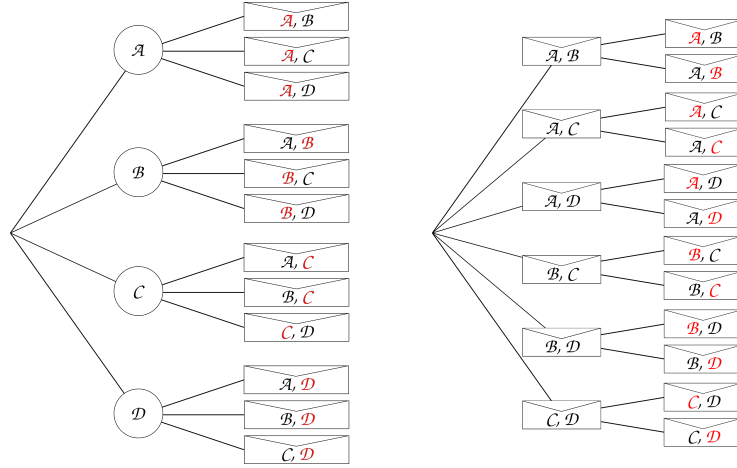 A
A, B
A, C
A, D
B
A, B
B, C
B, D
C
A, C
B, C
C, D
D
A, D
B, D
C, D
A, B
A, B
A, B
A, C
A, C
A, C
A, D
A, D
A, D
B, C
B, C
B, C
B, D
B, D
B, D
C, D
C, D
C, D